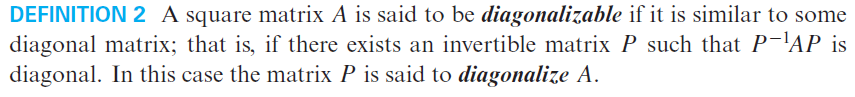 DEFINITION 2 A square matrix A is said to be diagonalizable if it is similar to some
diagonal matrix; that is, if there exists an invertible matrix P such that P⁻¹AP is
diagonal. In this case the matrix P is said to diagonalize A.